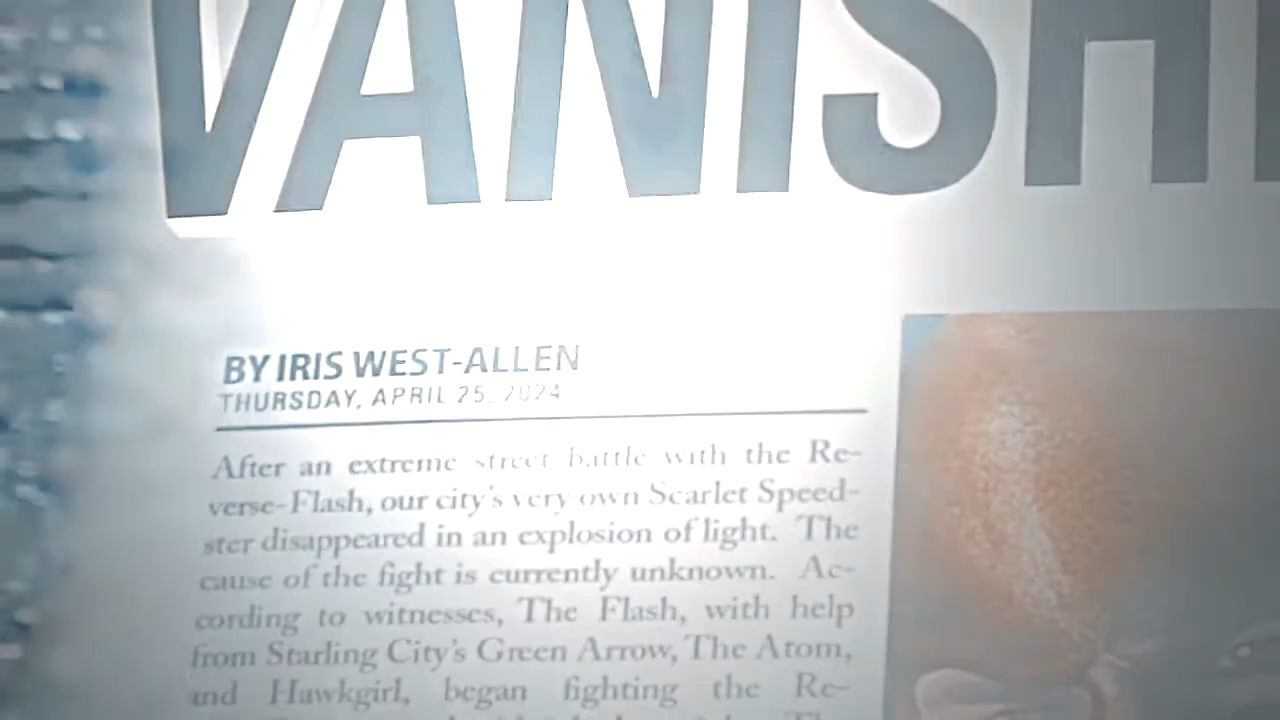 VANISH
BY IRIS WEST-ALLEN
THURSDAY, APRIL 25, 2024
After an extreme street battle with the Re-
verse-Flash, our city's very own Scarlet Speed-
ster disappeared in an explosion of light. The
cause of the fight is currently unknown. Ac-
cording to witnesses, The Flash, with help
from Starling City's Green Arrow, The Atom,
and Hawkgirl, began fighting the Re-